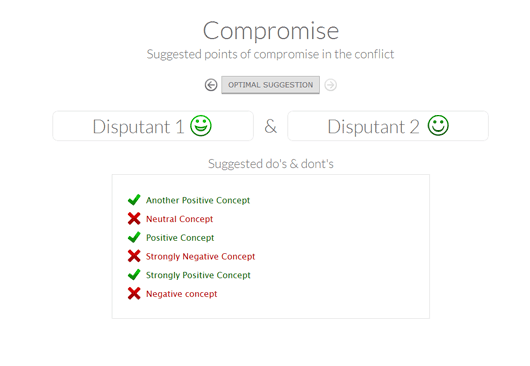 Compromise
Suggested points of compromise in the conflict
OPTIMAL SUGGESTION
Disputant 1 & Disputant 2
Suggested do's & dont's
Another Positive Concept
Neutral Concept
Positive Concept
Strongly Negative Concept
Strongly Positive Concept
Negative concept